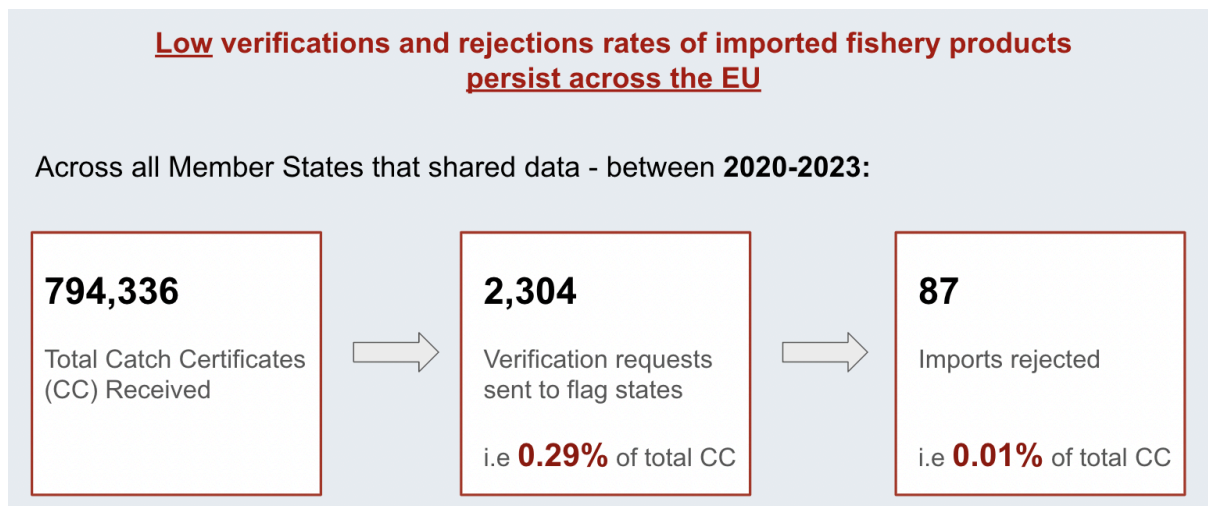 Low verifications and rejections rates of imported fishery products
persist across the EU
Across all Member States that shared data - between 2020-2023:
794,336
Total Catch Certificates
(CC) Received
2,304
Verification requests
sent to flag states
i.e 0.29% of total CC
87
Imports rejected
i.e 0.01% of total CC